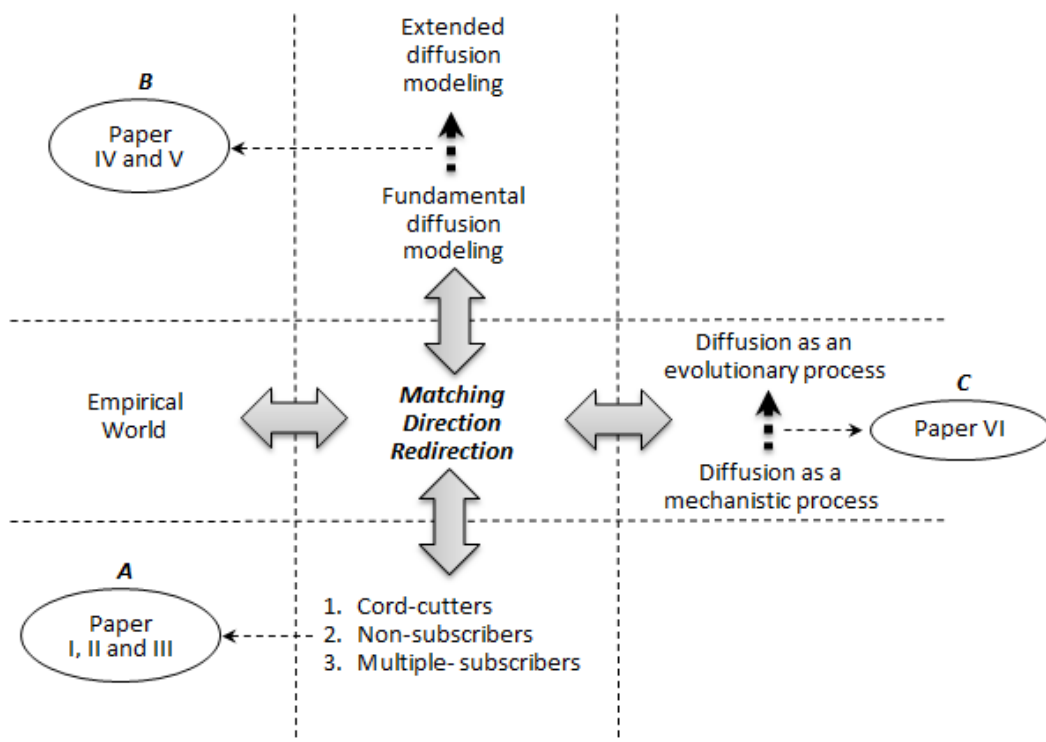 Extended
diffusion
modeling
B
Paper
IV and V
Fundamental
diffusion
modeling
Empirical
World
Matching
Direction
Redirection
Diffusion as an
evolutionary process
C
Paper VI
Diffusion as a
mechanistic process
A
Paper
I, II and III
1. Cord-cutters
2. Non-subscribers
3. Multiple- subscribers